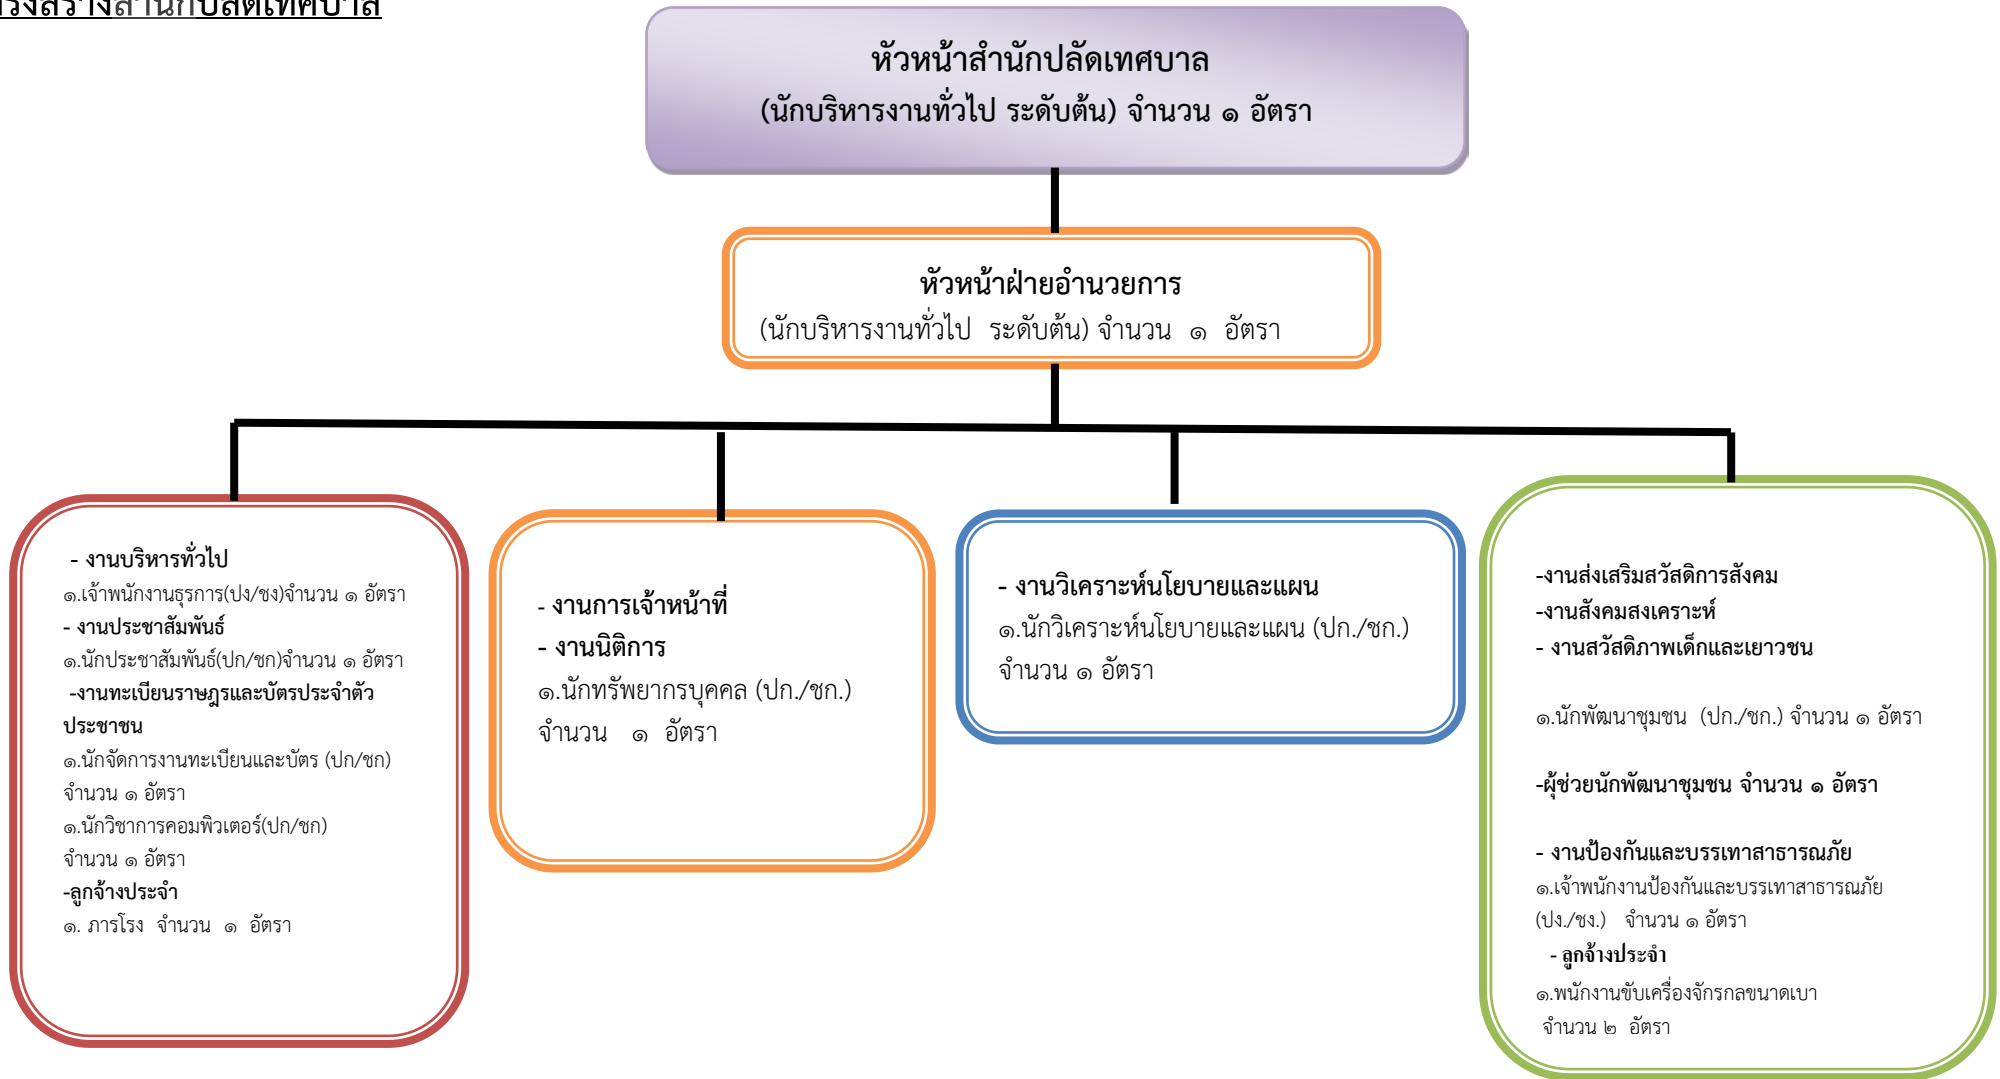 โครงสร้างสำนักปลัดเทศบาล
หัวหน้าสำนักปลัดเทศบาล
(นักบริหารงานทั่วไป ระดับต้น) จำนวน ๑ อัตรา
หัวหน้าฝ่ายอำนวยการ
(นักบริหารงานทั่วไป ระดับต้น) จำนวน ๑ อัตรา
- งานบริหารทั่วไป
๑.เจ้าพนักงานธุรการ(ปง/ชง)จำนวน ๑ อัตรา
- งานประชาสัมพันธ์
๑.นักประชาสัมพันธ์(ปก/ชก)จำนวน ๑ อัตรา
-งานทะเบียนราษฎรและบัตรประจำตัว
ประชาชน
๑.นักจัดการงานทะเบียนและบัตร (ปก/ชก)
จำนวน ๑ อัตรา
๑.นักวิชาการคอมพิวเตอร์(ปก/ชก)
จำนวน ๑ อัตรา
-ลูกจ้างประจำ
๑. ภารโรง จำนวน ๑ อัตรา
- งานการเจ้าหน้าที่
- งานนิติการ
๑.นักทรัพยากรบุคคล (ปก./ชก.)
จำนวน ๑ อัตรา
- งานวิเคราะห์นโยบายและแผน
๑.นักวิเคราะห์นโยบายและแผน (ปก./ชก.)
จำนวน ๑ อัตรา
-งานส่งเสริมสวัสดิการสังคม
-งานสังคมสงเคราะห์
- งานสวัสดิภาพเด็กและเยาวชน
๑.นักพัฒนาชุมชน (ปก./ชก.) จำนวน ๑ อัตรา
-ผู้ช่วยนักพัฒนาชุมชน จำนวน ๑ อัตรา
- งานป้องกันและบรรเทาสาธารณภัย
๑.เจ้าพนักงานป้องกันและบรรเทาสาธารณภัย
(ปง./ชง.) จำนวน ๑ อัตรา
- ลูกจ้างประจำ
๑.พนักงานขับเครื่องจักรกลขนาดเบา
จำนวน ๒ อัตรา